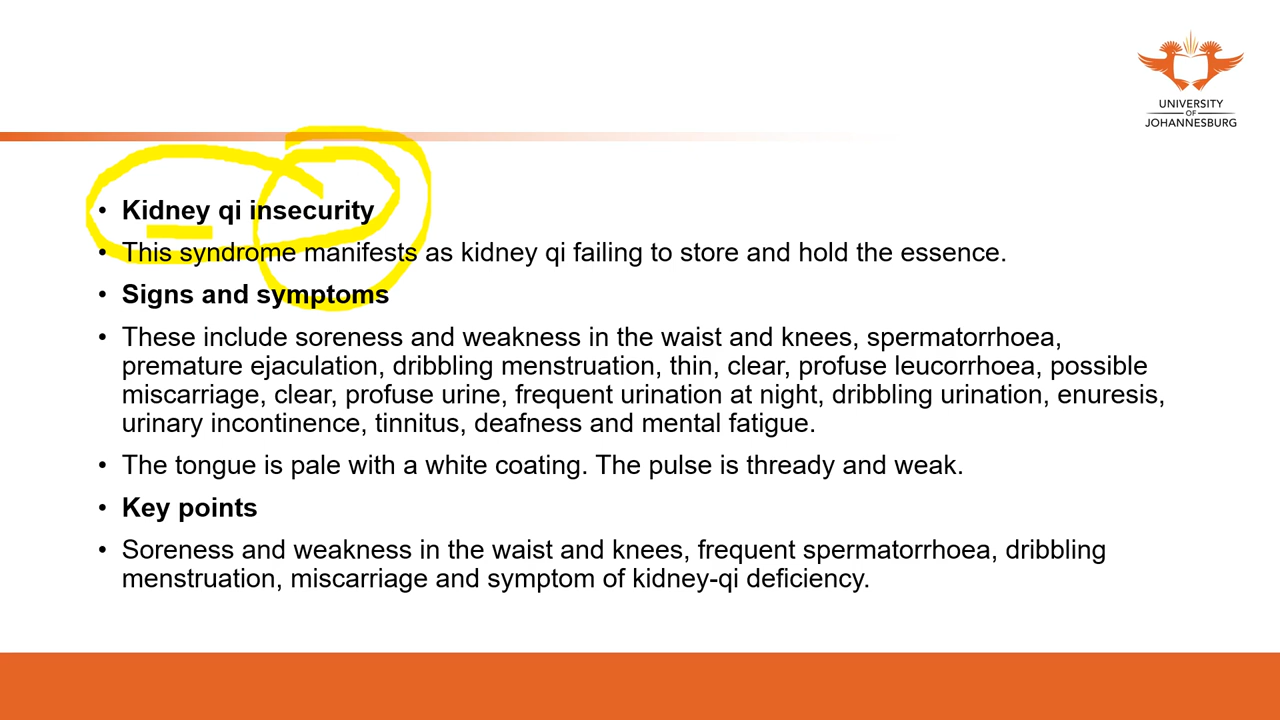 UNIVERSITY
OF
JOHANNESBURG
• Kidney qi insecurity
• This syndrome manifests as kidney qi failing to store and hold the essence.
• Signs and symptoms
• These include soreness and weakness in the waist and knees, spermatorrhoea,
premature ejaculation, dribbling menstruation, thin, clear, profuse leucorrhoea, possible
miscarriage, clear, profuse urine, frequent urination at night, dribbling urination, enuresis,
urinary incontinence, tinnitus, deafness and mental fatigue.
• The tongue is pale with a white coating. The pulse is thready and weak.
• Key points
• Soreness and weakness in the waist and knees, frequent spermatorrhoea, dribbling
menstruation, miscarriage and symptom of kidney-qi deficiency.